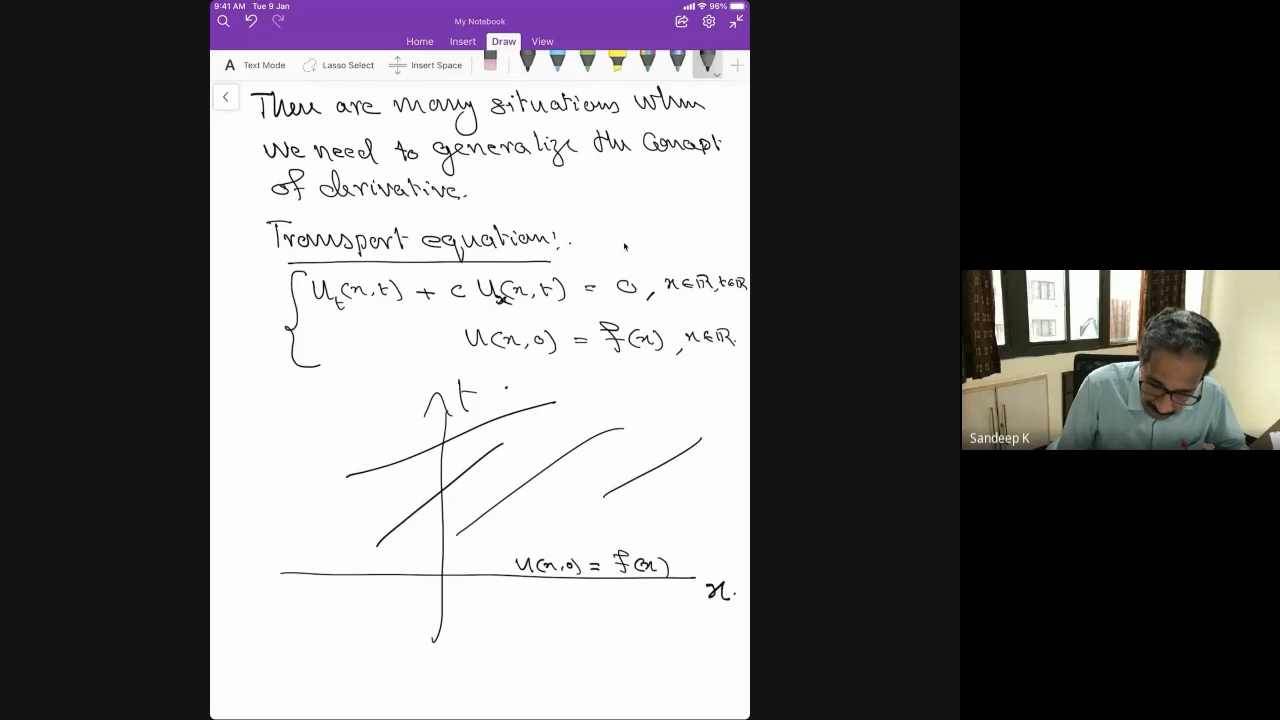 9:41 AM Tue 9 Jan
96%
My Notebook
Home Insert Draw View
Text Mode Lasso Select Insert Space
There are many situations when
we need to generalize the concept
of derivative.
Transport equation:
U_t(x,t) + c U_x(x,t) = 0, x∈ℝ, t∈ℝ
U(x,0) = f(x), x∈ℝ.
t
U(x,0) = f(x)
x.
Sandeep K